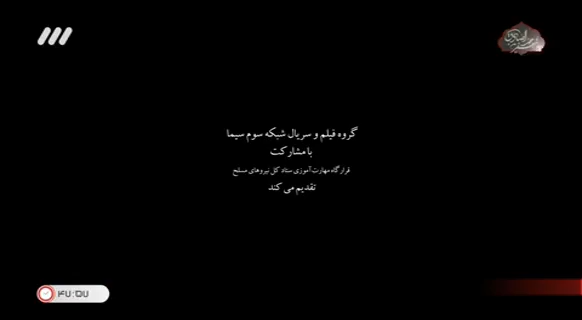 گروه فیلم و سریال شبکه سوم سیما
با مشارکت
قرارگاه مهارت آموزی ستاد کل نیروهای مسلح
تقدیم می کند